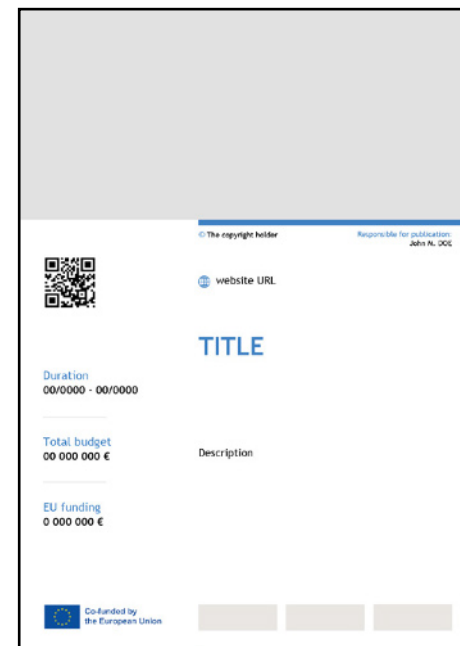 © The copyright holder
Responsible for publication:
John N. DOE
website URL
TITLE
Duration
00/0000 - 00/0000
Total budget
00 000 000 €
Description
EU funding
0 000 000 €
Co-funded by
the European Union